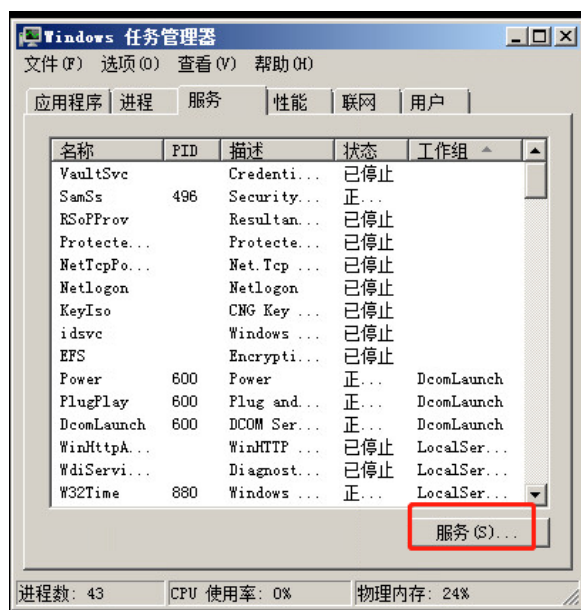 Windows 任务管理器
文件(F) 选项(O) 查看(V) 帮助(H)
应用程序 进程 服务 性能 联网 用户
名称 PID 描述 状态 工作组
VaultSvc Credenti... 已停止
SamSs 496 Security... 正...
RSoPProv Resultan... 已停止
Protecte... Protecte... 已停止
NetTcpPo... Net.Tcp ... 已停止
Netlogon Netlogon 已停止
KeyIso CNG Key ... 已停止
idsvc Windows ... 已停止
EFS Encrypti... 已停止
Power 600 Power 正... DcomLaunch
PlugPlay 600 Plug and... 正... DcomLaunch
DcomLaunch 600 DCOM Ser... 正... DcomLaunch
WinHttpA... WinHTTP ... 已停止 LocalSer...
WdiServi... Diagnost... 已停止 LocalSer...
W32Time 880 Windows ... 正... LocalSer...
服务(S)...
进程数: 43 CPU 使用率: 0% 物理内存: 24%